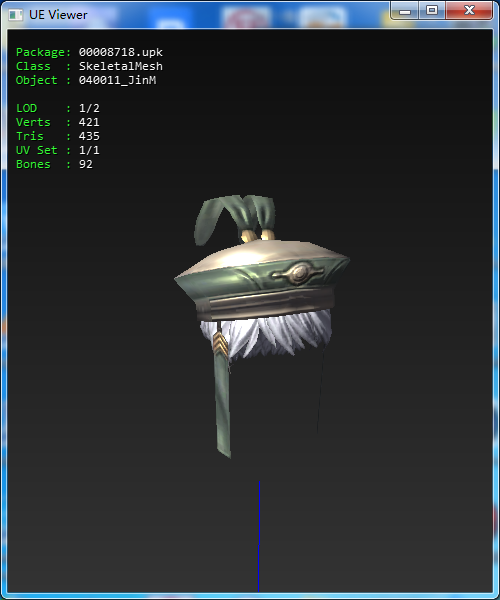 UE Viewer
Package: 00008718.upk
Class : SkeletalMesh
Object : 040011_JinM
LOD : 1/2
Verts : 421
Tris : 435
UV Set : 1/1
Bones : 92